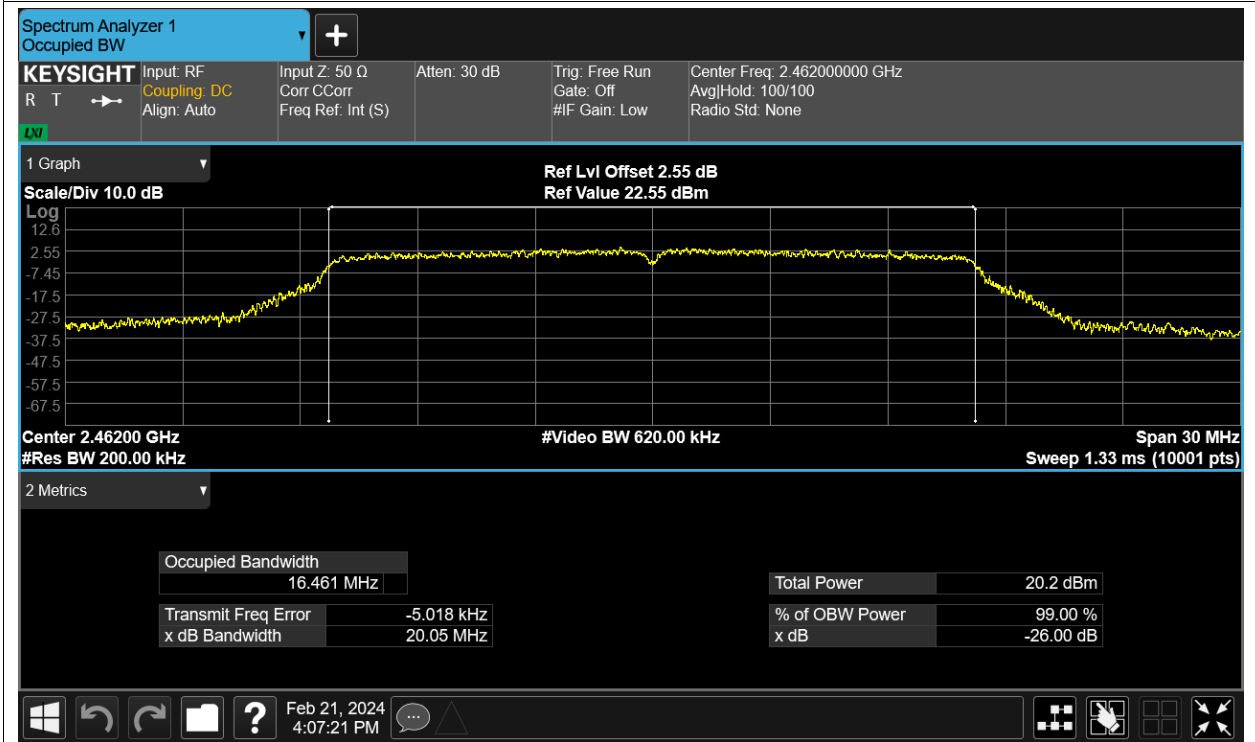 Spectrum Analyzer 1
Occupied BW
+
KEYSIGHT
R T
LXI
Input: RF
Coupling: DC
Align: Auto
Input Z: 50 Ω
Corr CCorr
Freq Ref: Int (S)
Atten: 30 dB
Trig: Free Run
Gate: Off
#IF Gain: Low
Center Freq: 2.462000000 GHz
Avg|Hold: 100/100
Radio Std: None
1 Graph
Scale/Div 10.0 dB
Ref Lvl Offset 2.55 dB
Ref Value 22.55 dBm
Log
12.6
2.55
-7.45
-17.5
-27.5
-37.5
-47.5
-57.5
-67.5
Center 2.46200 GHz
#Video BW 620.00 kHz
Span 30 MHz
#Res BW 200.00 kHz
Sweep 1.33 ms (10001 pts)
2 Metrics
Occupied Bandwidth
16.461 MHz
Total Power 20.2 dBm
Transmit Freq Error -5.018 kHz
% of OBW Power 99.00 %
x dB Bandwidth 20.05 MHz
x dB -26.00 dB
?
Feb 21, 2024
4:07:21 PM